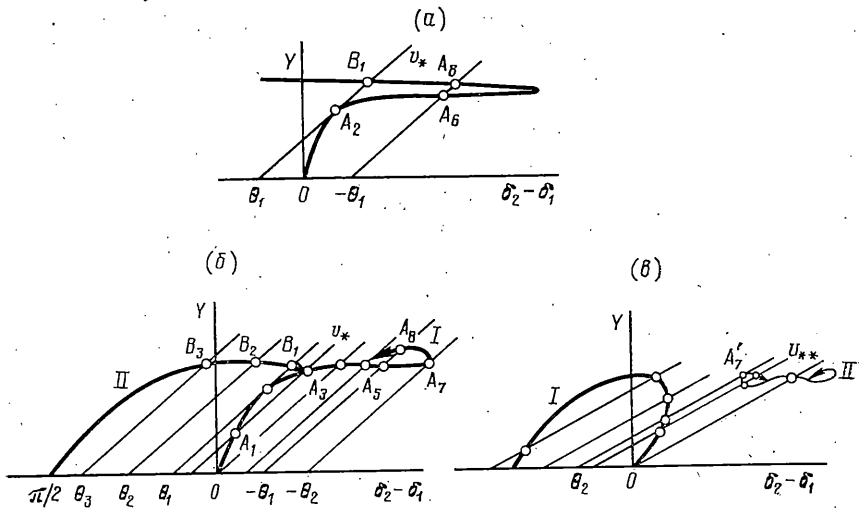 (а)
Y
B₁
υ*
A₈
A₂
A₆
θ₁
0
-θ₁
δ₂-δ₁
(б)
Y
B₃
B₂
B₁
υ*
A₈
I
II
A₃
A₅
A₇
A₁
π/2
θ₃
θ₂
θ₁
0
-θ₁
-θ₂
δ₂-δ₁
(в)
Y
A₇′
υ**
II
I
θ₂
0
δ₂-δ₁